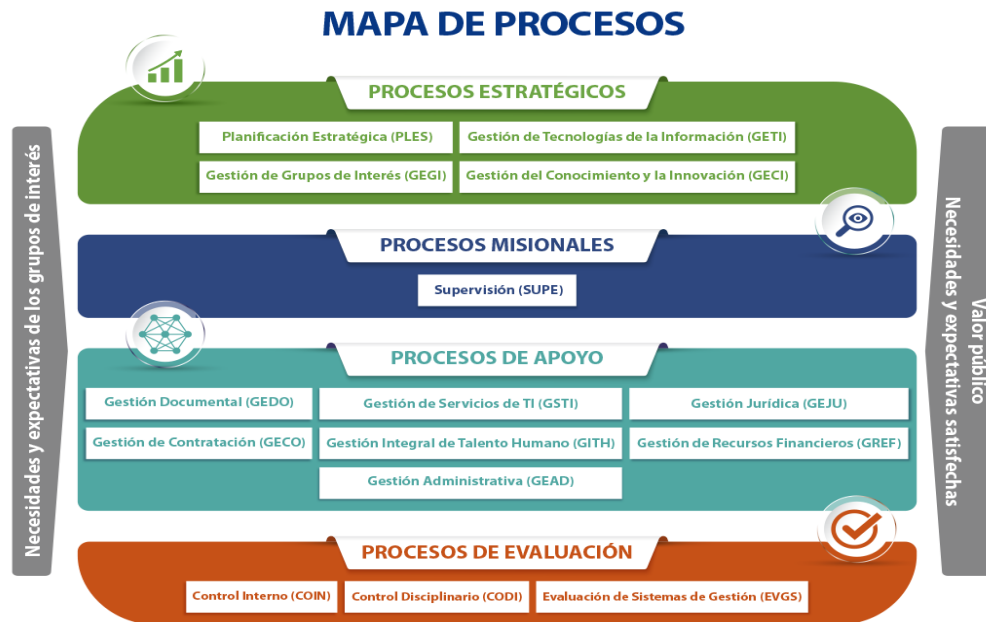 MAPA DE PROCESOS
Necesidades y expectativas de los grupos de interés
PROCESOS ESTRATÉGICOS
Planificación Estratégica (PLES)
Gestión de Tecnologías de la Información (GETI)
Gestión de Grupos de Interés (GEGI)
Gestión del Conocimiento y la Innovación (GECI)
PROCESOS MISIONALES
Supervisión (SUPE)
PROCESOS DE APOYO
Gestión Documental (GEDO)
Gestión de Servicios de TI (GSTI)
Gestión Jurídica (GEJU)
Gestión de Contratación (GECO)
Gestión Integral de Talento Humano (GITH)
Gestión de Recursos Financieros (GREF)
Gestión Administrativa (GEAD)
PROCESOS DE EVALUACIÓN
Control Interno (COIN)
Control Disciplinario (CODI)
Evaluación de Sistemas de Gestión (EVGS)
Valor público
Necesidades y expectativas satisfechas